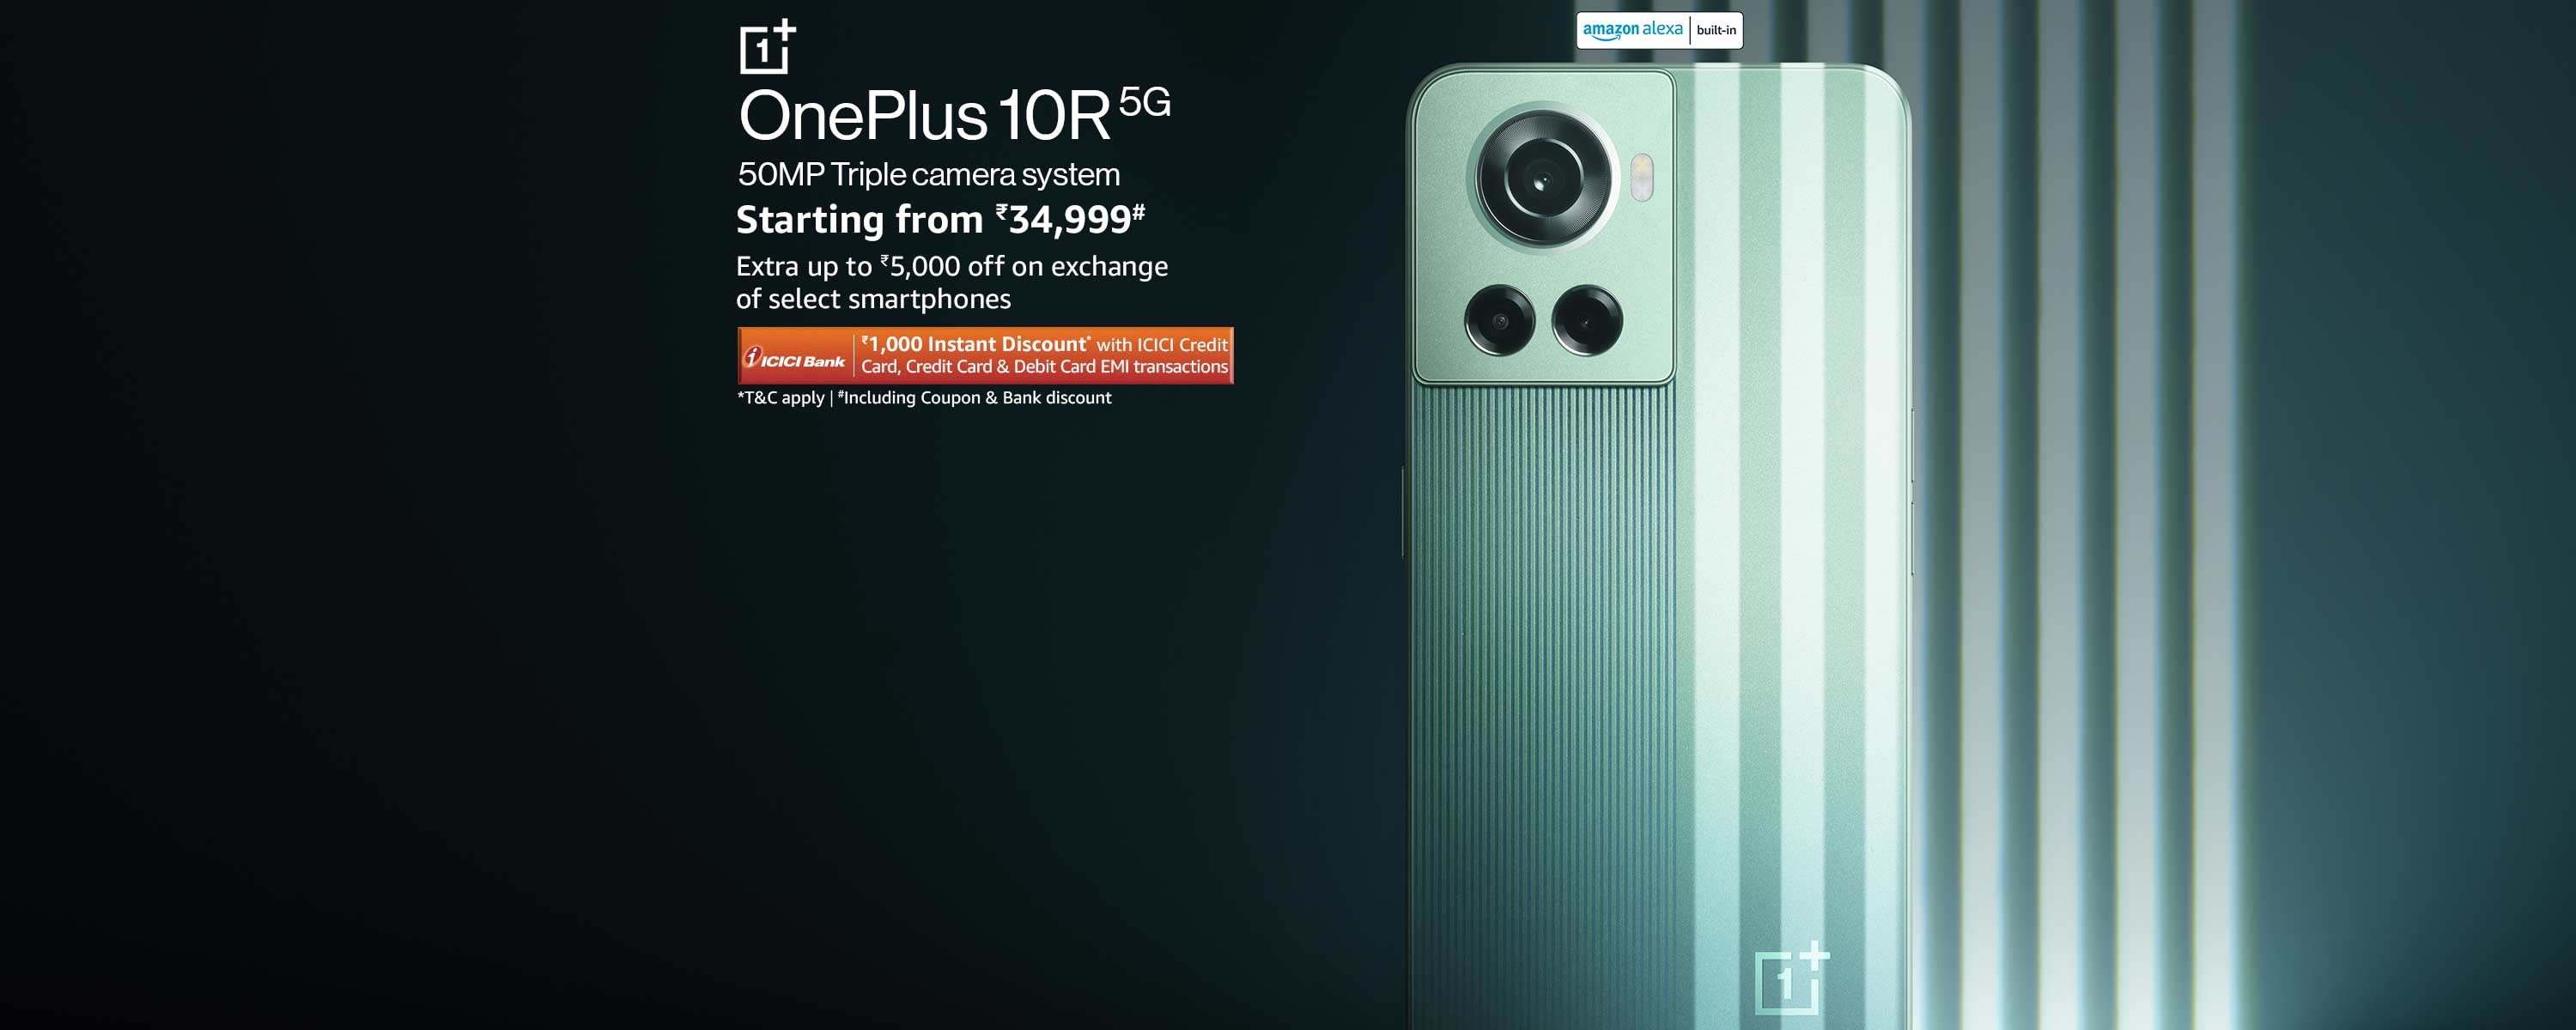 OnePlus 10R 5G
50MP Triple camera system
Starting from ₹34,999#
Extra up to ₹5,000 off on exchange
of select smartphones
ICICI Bank
₹1,000 Instant Discount* with ICICI Credit
Card, Credit Card & Debit Card EMI transactions
*T&C apply | #Including Coupon & Bank discount
amazon alexa | built-in